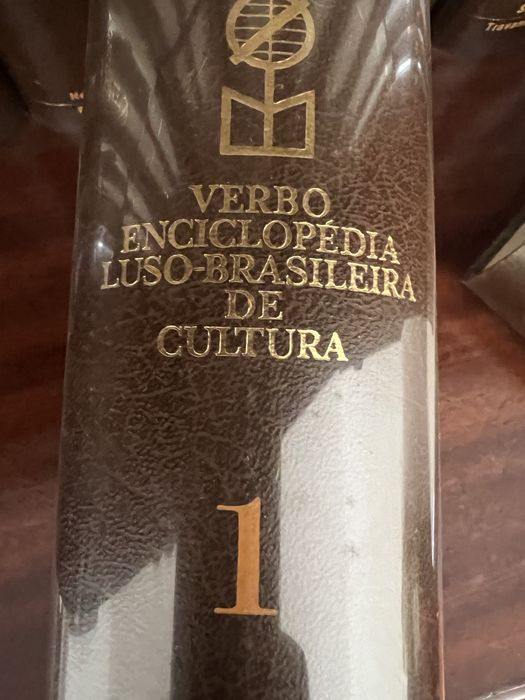 VERBO
ENCICLOPÉDIA
LUSO-BRASILEIRA
DE
CULTURA
1